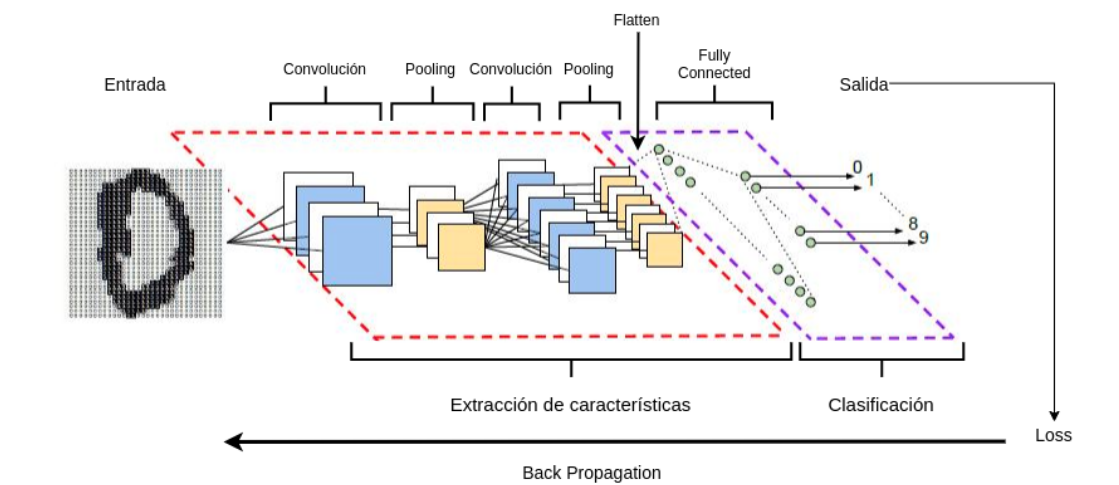 Flatten
Fully
Connected
Convolución
Pooling
Convolución
Pooling
Entrada
Salida
0
1
8
9
Extracción de características
Clasificación
Loss
Back Propagation